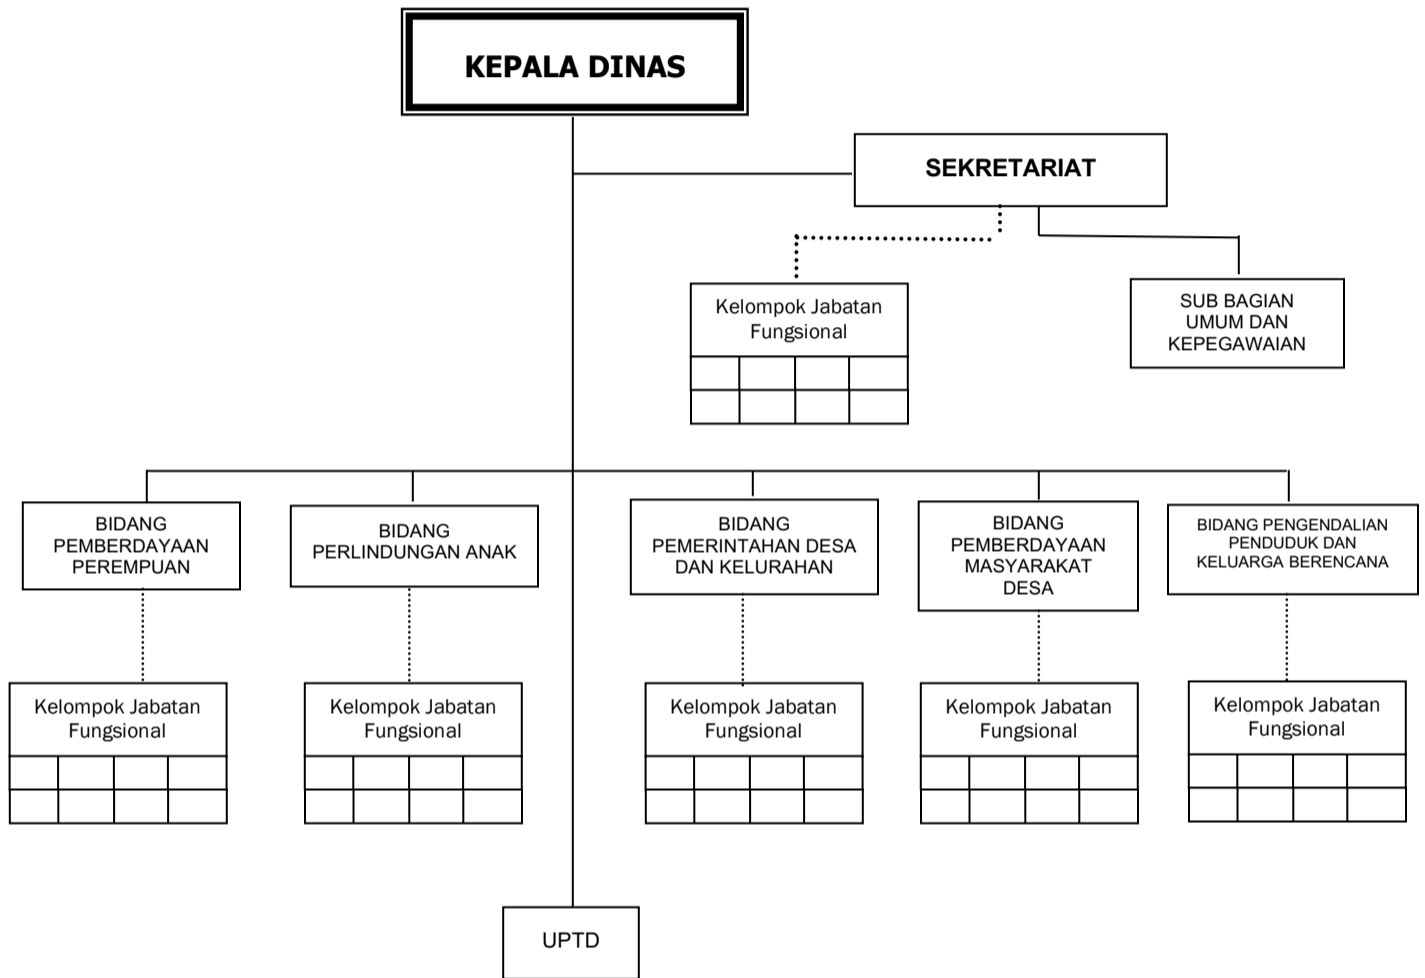 KEPALA DINAS
SEKRETARIAT
Kelompok Jabatan
Fungsional
SUB BAGIAN
UMUM DAN
KEPEGAWAIAN
BIDANG
PEMBERDAYAAN
PEREMPUAN
BIDANG
PERLINDUNGAN ANAK
BIDANG
PEMERINTAHAN DESA
DAN KELURAHAN
BIDANG
PEMBERDAYAAN
MASYARAKAT
DESA
BIDANG PENGENDALIAN
PENDUDUK DAN
KELUARGA BERENCANA
Kelompok Jabatan
Fungsional
Kelompok Jabatan
Fungsional
Kelompok Jabatan
Fungsional
Kelompok Jabatan
Fungsional
Kelompok Jabatan
Fungsional
UPTD